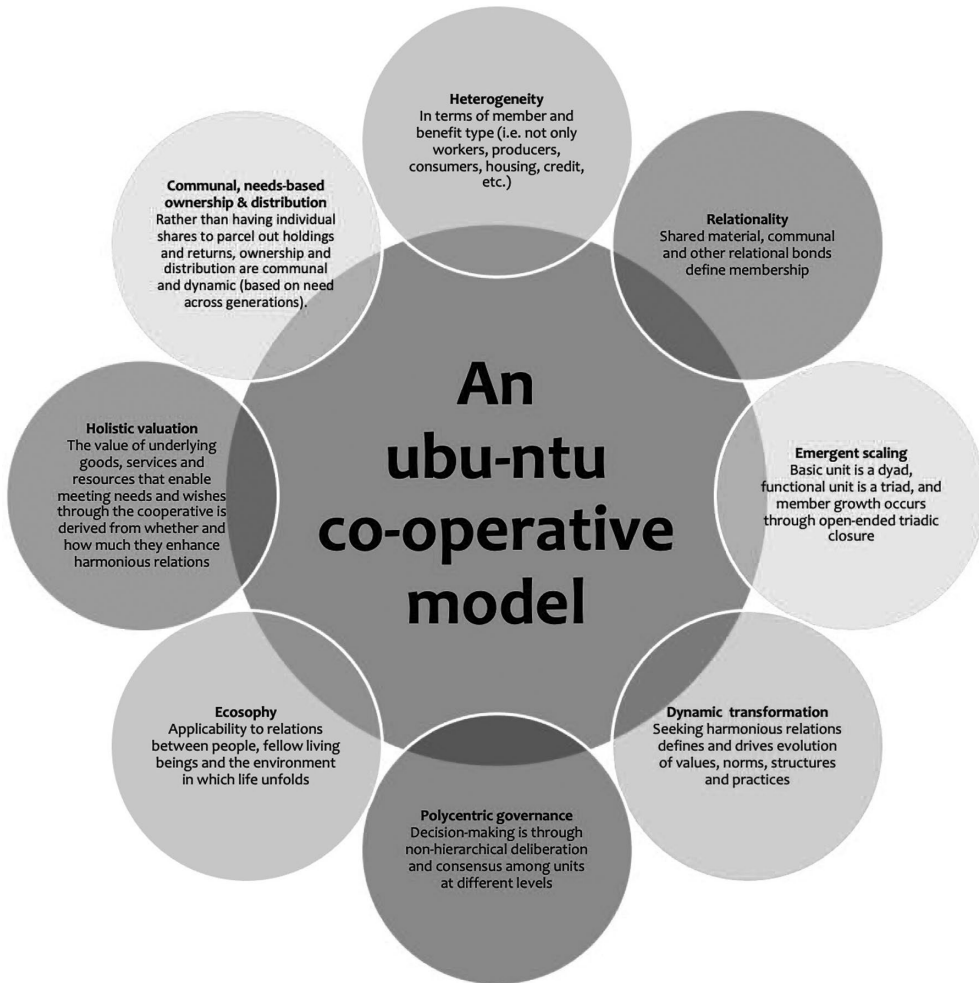 Heterogeneity
In terms of member and
benefit type (i.e. not only
workers, producers,
consumers, housing, credit,
etc.)
Relationality
Shared material, communal
and other relational bonds
define membership
Emergent scaling
Basic unit is a dyad,
functional unit is a triad, and
member growth occurs
through open-ended triadic
closure
Dynamic transformation
Seeking harmonious relations
defines and drives evolution
of values, norms, structures
and practices
Polycentric governance
Decision-making is through
non-hierarchical deliberation
and consensus among units
at different levels
Ecosophy
Applicability to relations
between people, fellow living
beings and the environment
in which life unfolds
Holistic valuation
The value of underlying
goods, services and
resources that enable
meeting needs and wishes
through the cooperative is
derived from whether and
how much they enhance
harmonious relations
Communal, needs-based
ownership & distribution
Rather than having individual
shares to parcel out holdings
and returns, ownership and
distribution are communal
and dynamic (based on need
across generations).
An
ubu-ntu
co-operative
model